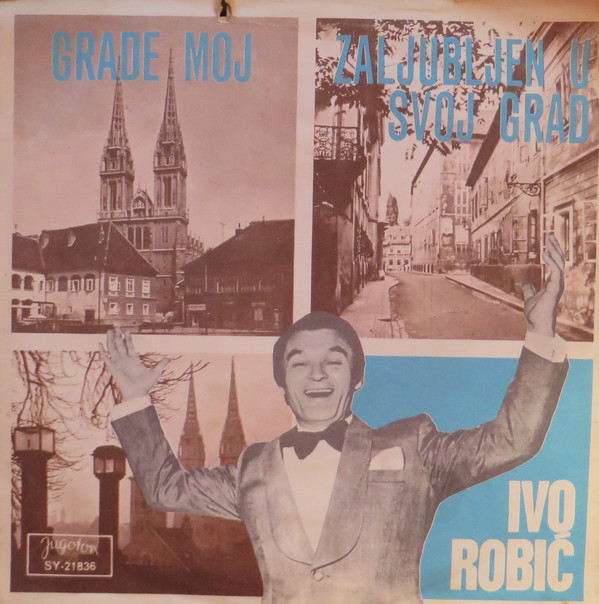 GRADE MOJ
ZALJUBLJEN U
SVOJ GRAD
IVO
ROBIĆ
Jugoton
SY-21836